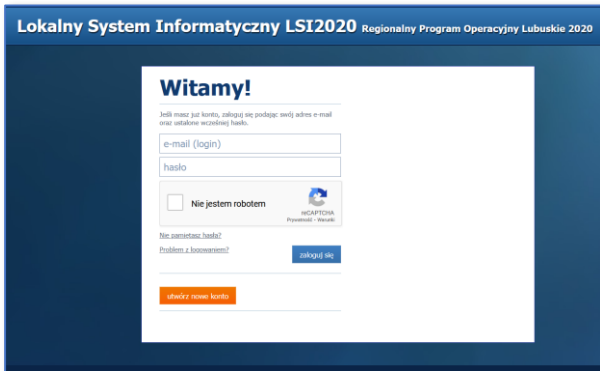 Lokalny System Informatyczny LSI2020 Regionalny Program Operacyjny Lubuskie 2020
Witamy!
Jeśli masz już konto, zaloguj się podając swój adres e-mail
oraz ustalone wcześniej hasło.
e-mail (login)
hasło
Nie jestem robotem
reCAPTCHA
Prywatność - Warunki
Nie pamiętasz hasła?
Problem z logowaniem?
zaloguj się
utwórz nowe konto